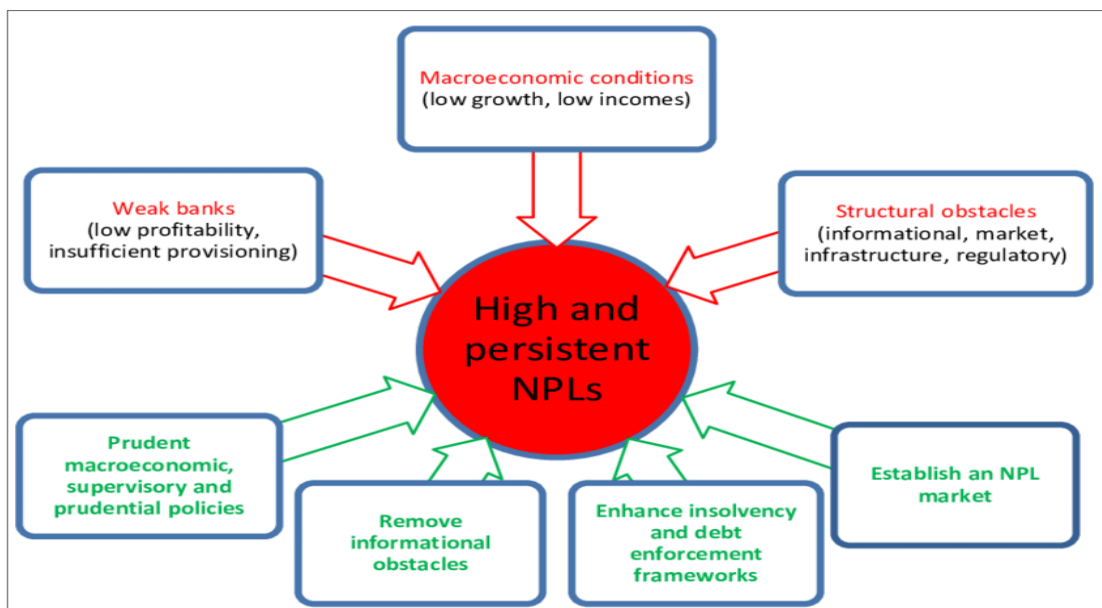 Macroeconomic conditions
(low growth, low incomes)
Weak banks
(low profitability,
insufficient provisioning)
Structural obstacles
(informational, market,
infrastructure, regulatory)
High and
persistent
NPLs
Prudent
macroeconomic,
supervisory and
prudential policies
Remove
informational
obstacles
Enhance insolvency
and debt
enforcement
frameworks
Establish an NPL
market